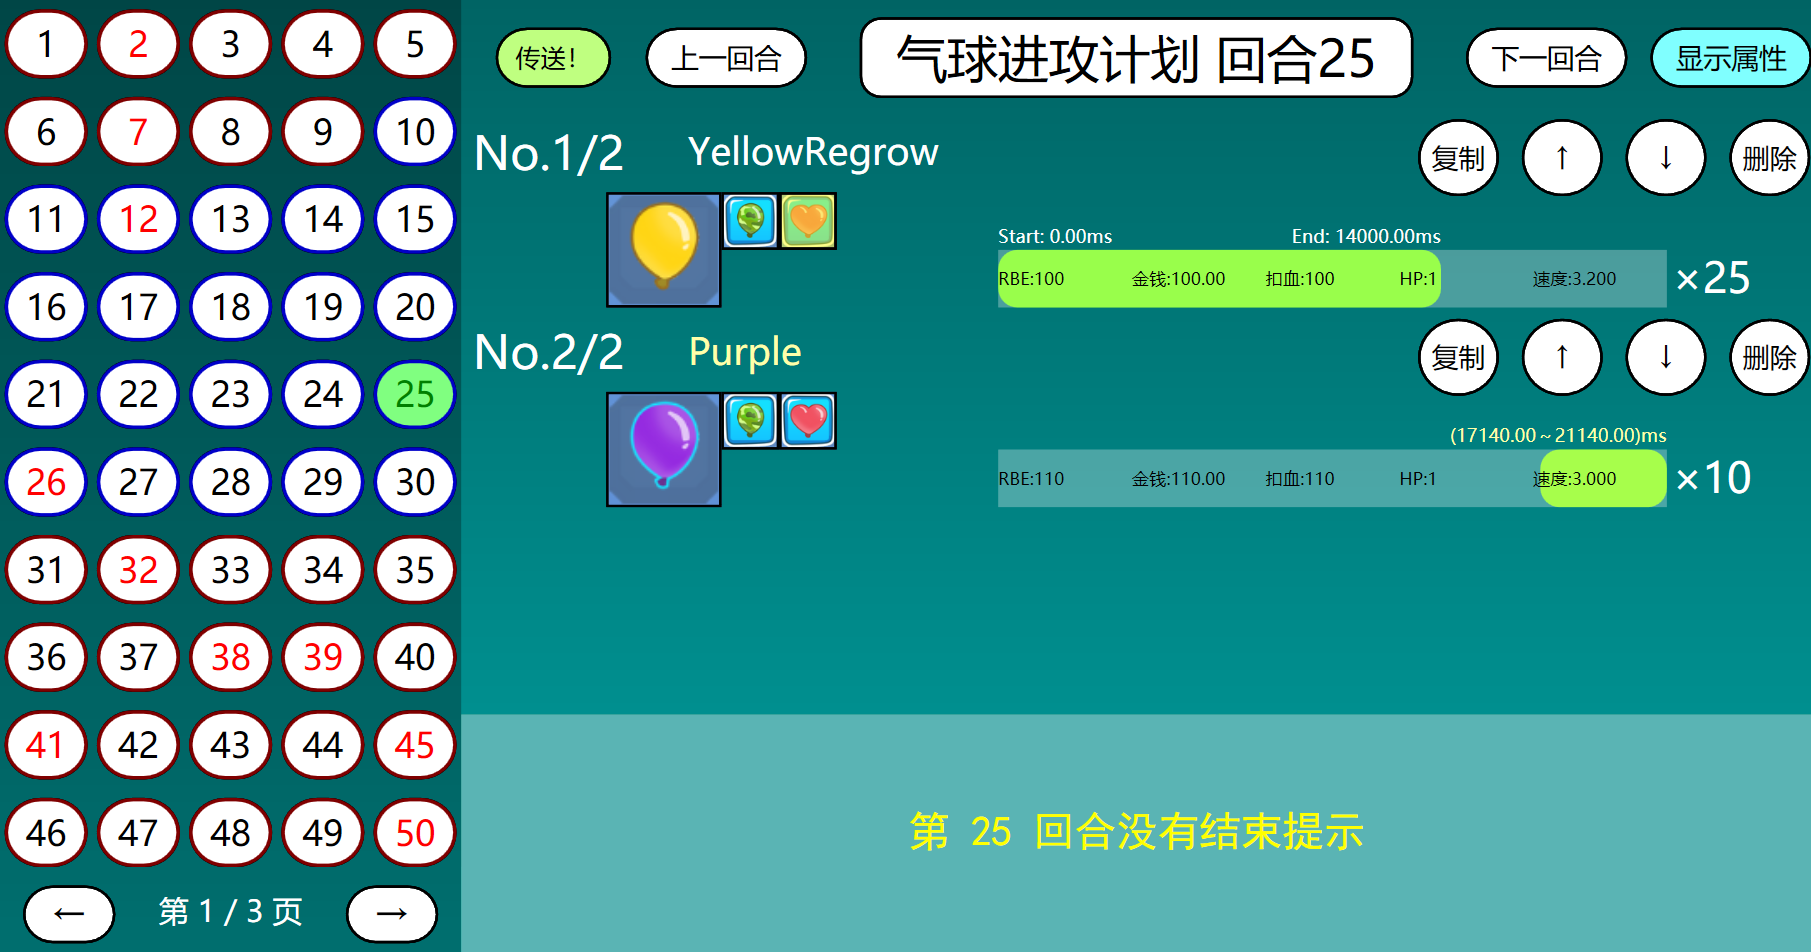 1 2 3 4 5
6 7 8 9 10
11 12 13 14 15
16 17 18 19 20
21 22 23 24 25
26 27 28 29 30
31 32 33 34 35
36 37 38 39 40
41 42 43 44 45
46 47 48 49 50
← 第 1 / 3 页 →
传送! 上一回合 气球进攻计划 回合25 下一回合 显示属性
No.1/2 YellowRegrow 复制 ↑ ↓ 删除
Start: 0.00ms End: 14000.00ms
RBE:100 金钱:100.00 扣血:100 HP:1 速度:3.200 ×25
No.2/2 Purple 复制 ↑ ↓ 删除
(17140.00~21140.00)ms
RBE:110 金钱:110.00 扣血:110 HP:1 速度:3.000 ×10
第 25 回合没有结束提示